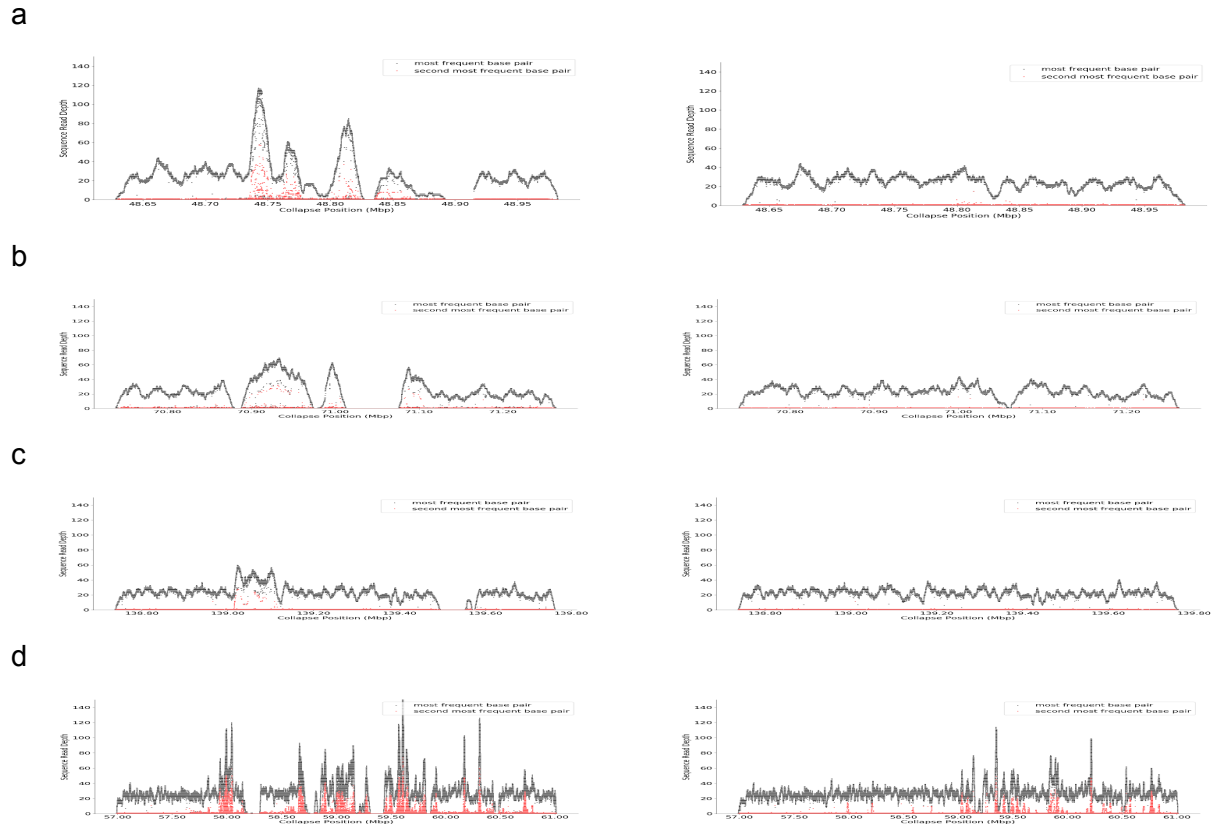 a
most frequent base pair
second most frequent base pair
Sequence Read Depth
140
120
100
80
60
40
20
0
48.65 48.70 48.75 48.80 48.85 48.90 48.95
Collapse Position (Mbp)
most frequent base pair
second most frequent base pair
Sequence Read Depth
140
120
100
80
60
40
20
0
48.65 48.70 48.75 48.80 48.85 48.90 48.95
Collapse Position (Mbp)
b
most frequent base pair
second most frequent base pair
Sequence Read Depth
140
120
100
80
60
40
20
0
70.80 70.90 71.00 71.10 71.20
Collapse Position (Mbp)
most frequent base pair
second most frequent base pair
Sequence Read Depth
140
120
100
80
60
40
20
0
70.80 70.90 71.00 71.10 71.20
Collapse Position (Mbp)
c
most frequent base pair
second most frequent base pair
Sequence Read Depth
140
120
100
80
60
40
20
0
138.80 139.00 139.20 139.40 139.60 139.80
Collapse Position (Mbp)
most frequent base pair
second most frequent base pair
Sequence Read Depth
140
120
100
80
60
40
20
0
138.80 139.00 139.20 139.40 139.60 139.80
Collapse Position (Mbp)
d
most frequent base pair
second most frequent base pair
Sequence Read Depth
140
120
100
80
60
40
20
0
57.00 57.50 58.00 58.50 59.00 59.50 60.00 60.50 61.00
Collapse Position (Mbp)
most frequent base pair
second most frequent base pair
Sequence Read Depth
140
120
100
80
60
40
20
0
57.00 57.50 58.00 58.50 59.00 59.50 60.00 60.50 61.00
Collapse Position (Mbp)